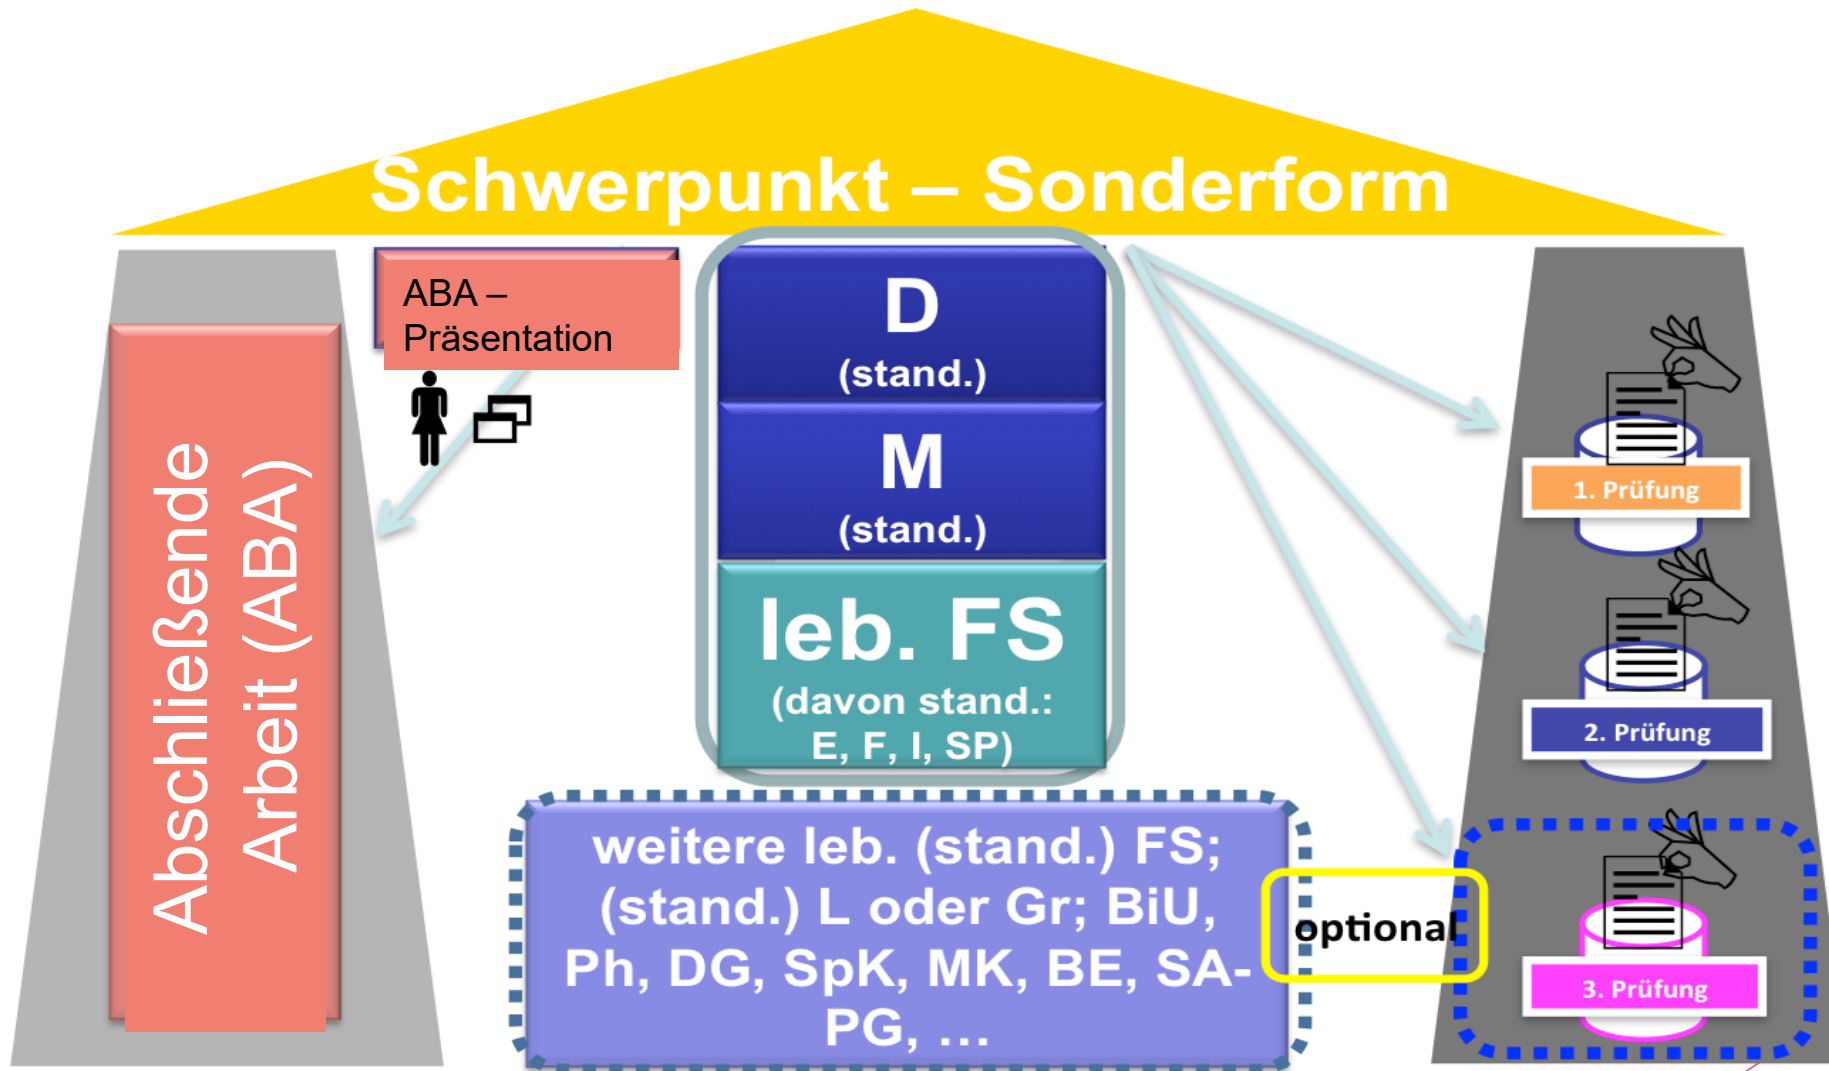 Schwerpunkt – Sonderform
Abschließende
Arbeit (ABA)
ABA –
Präsentation
D
(stand.)
M
(stand.)
leb. FS
(davon stand.:
E, F, I, SP)
weitere leb. (stand.) FS;
(stand.) L oder Gr; BiU,
Ph, DG, SpK, MK, BE, SA-
PG, …
optional
1. Prüfung
2. Prüfung
3. Prüfung